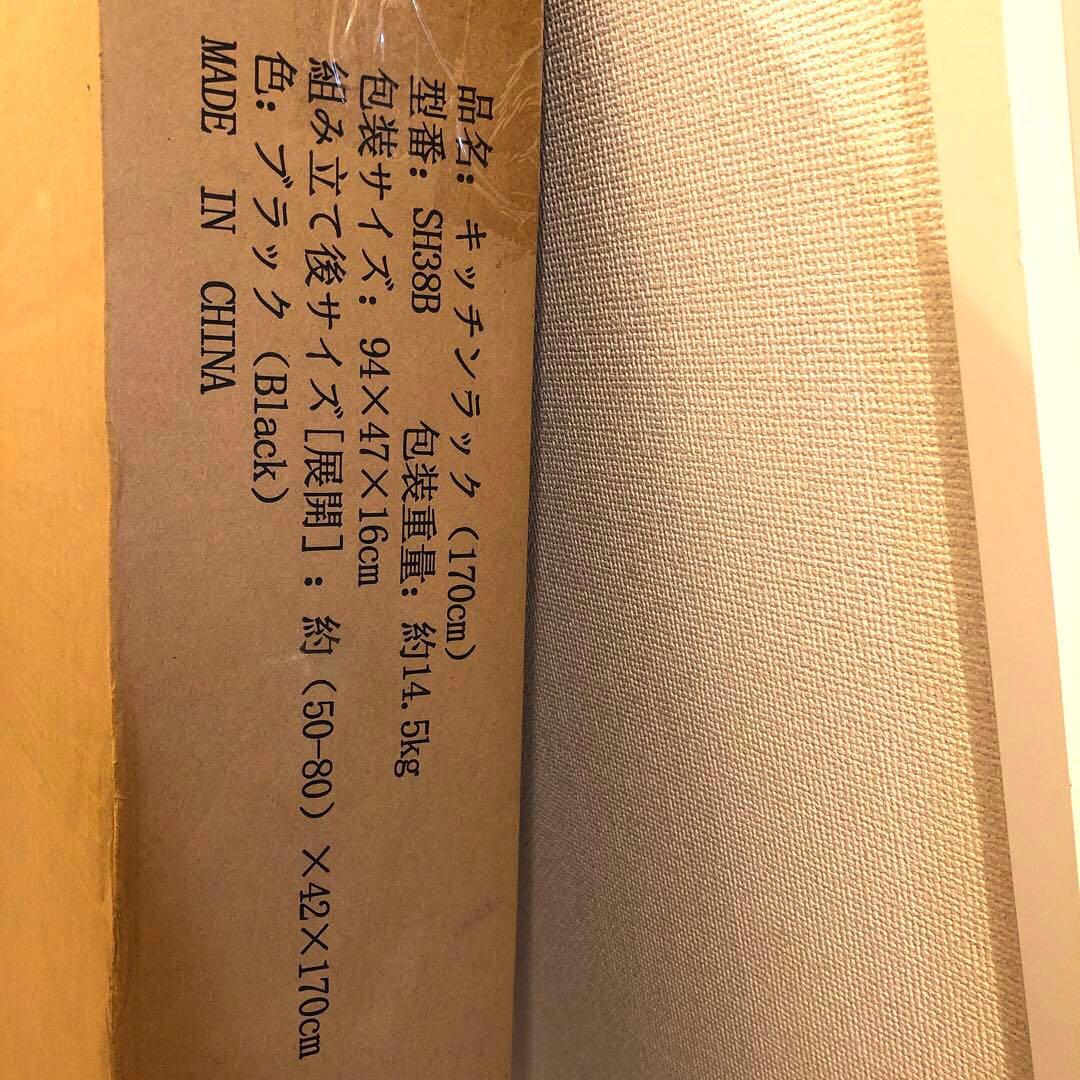 品名: キッチンラック（170cm）
型番: SH38B　　包装重量: 約14.5kg
包装サイズ: 94×47×16cm
組み立て後サイズ[展開]: 約（50-80）×42×170cm
色: ブラック（Black）
MADE IN CHINA